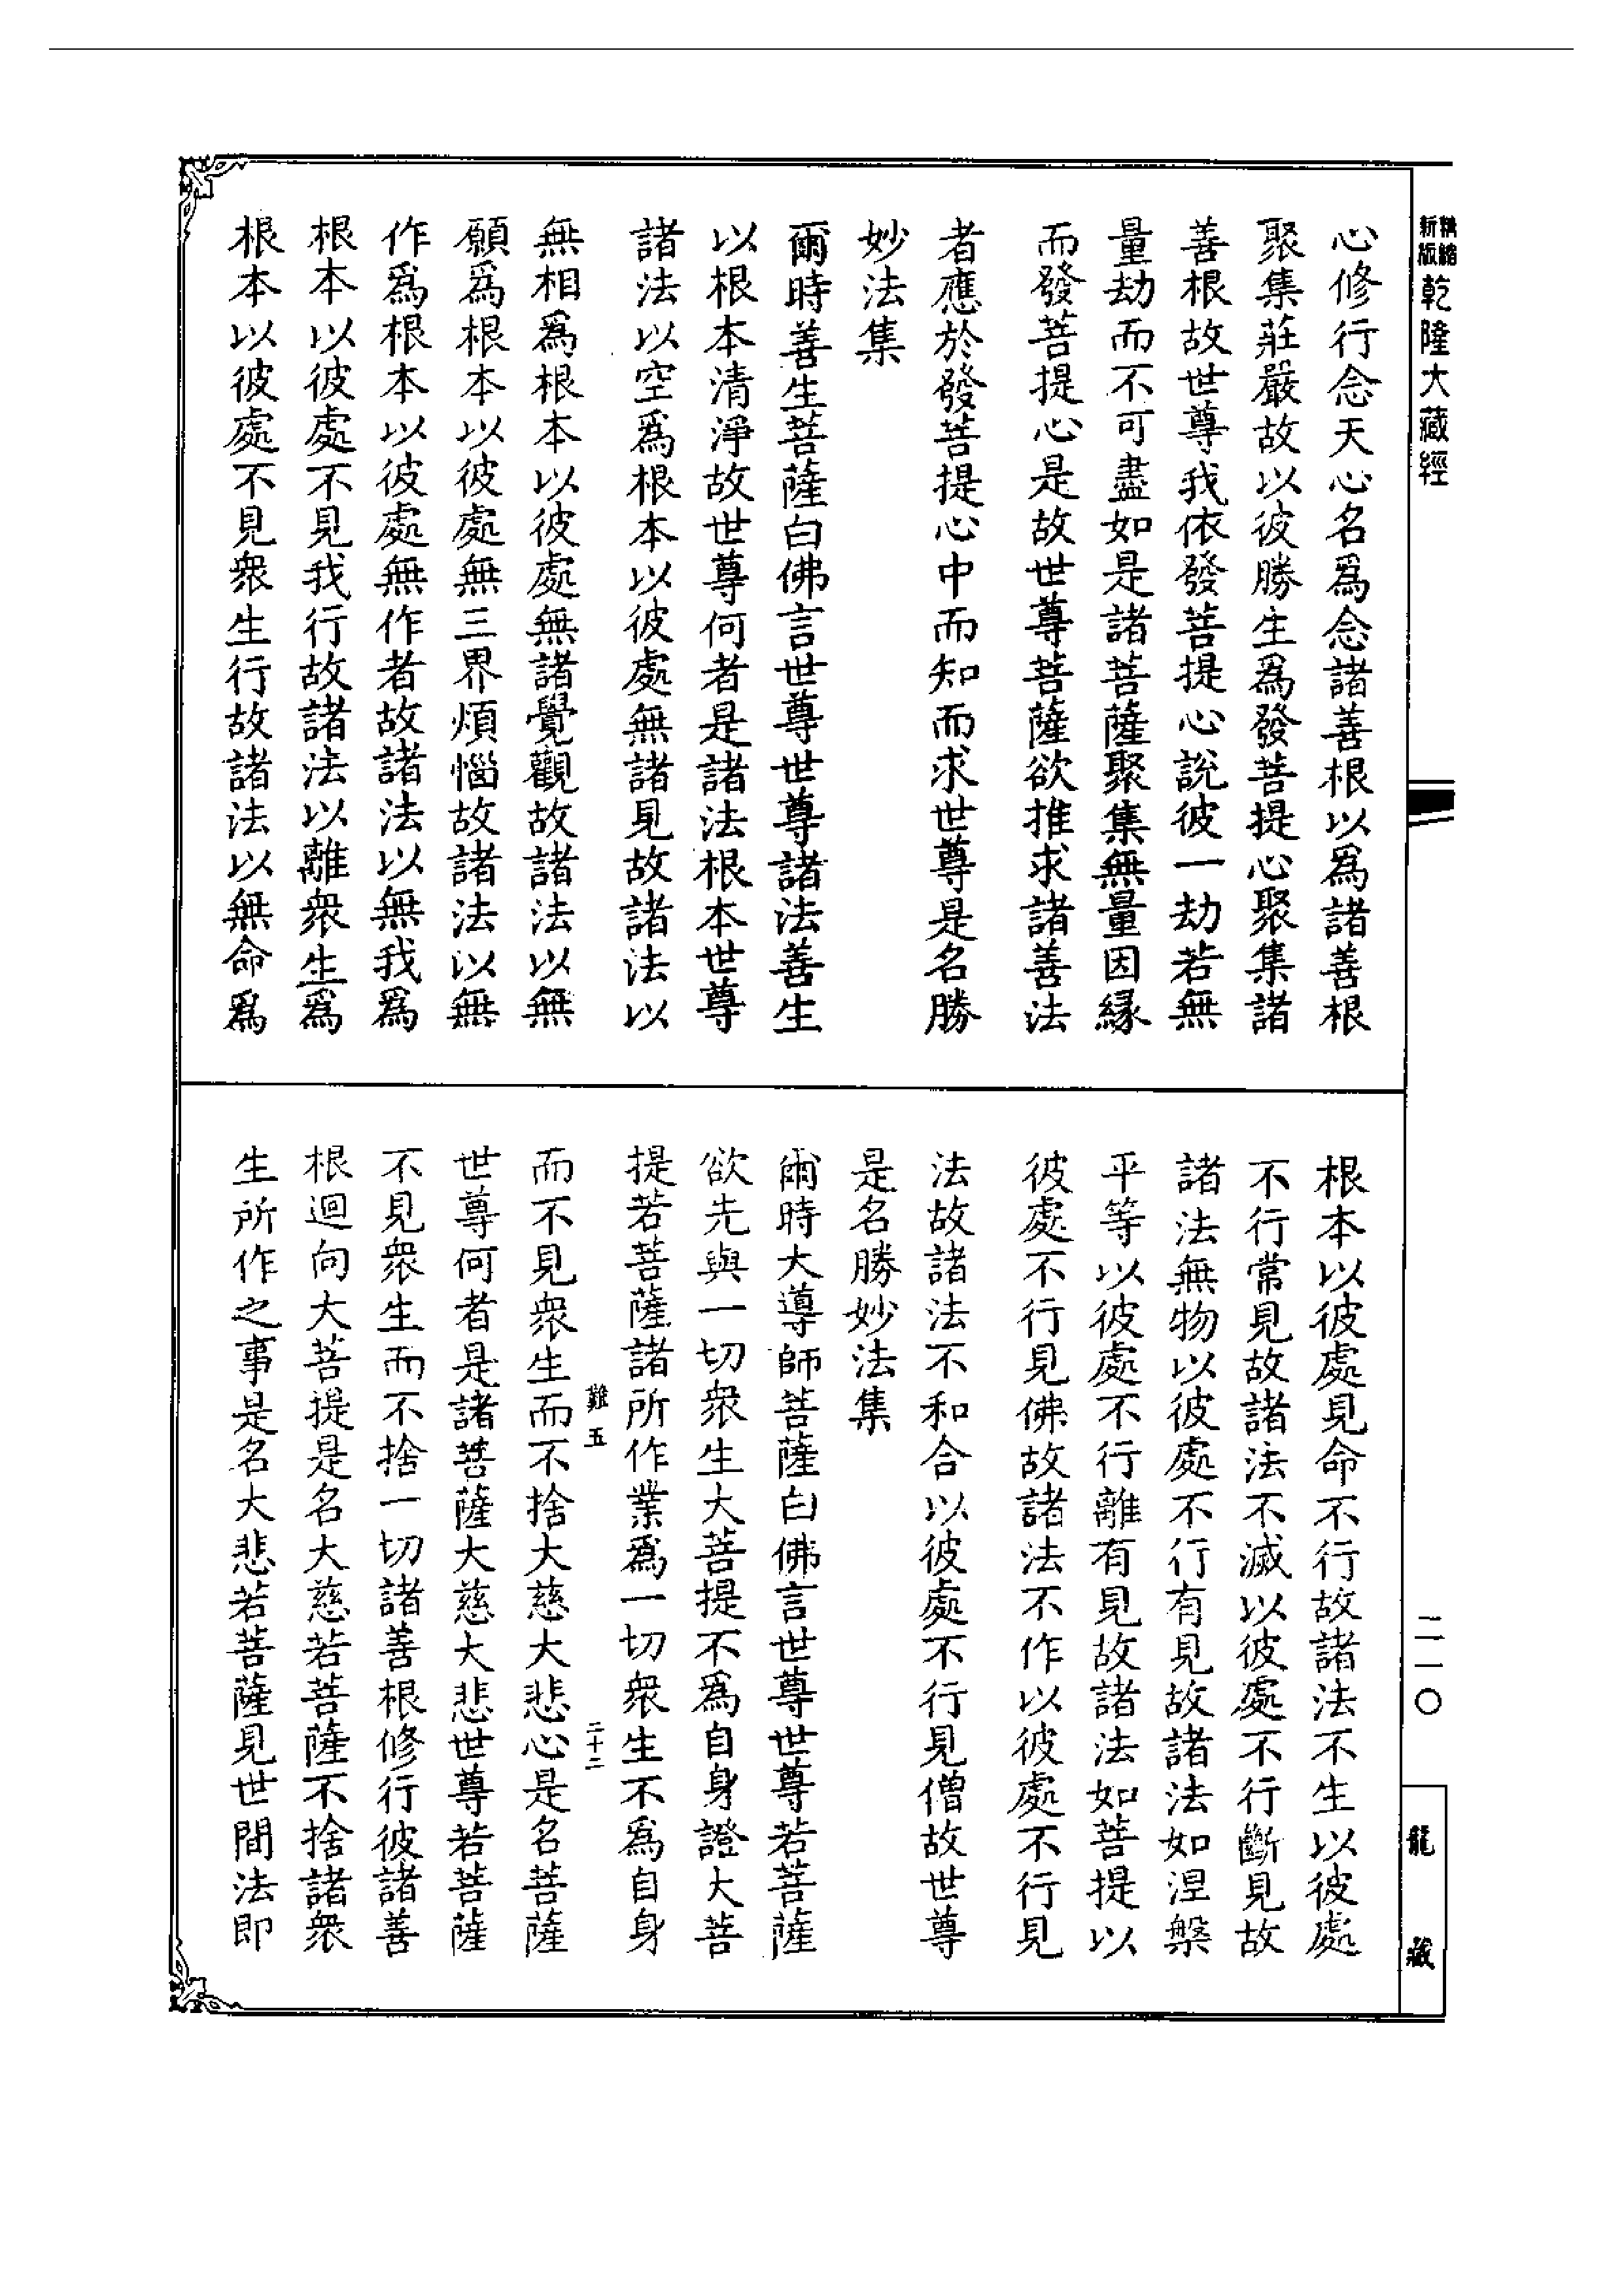 精縮新版乾隆大藏經
心修行念天心名爲念諸善根以爲諸善根
聚集莊嚴故以彼勝生爲發菩提心聚集諸
善根故世尊我依發菩提心說彼一劫若無
量劫而不可盡如是諸菩薩聚集無量因緣
而發菩提心是故世尊菩薩欲推求諸善法
者應於發菩提心中而知而求世尊是名勝
妙法集
爾時善生菩薩白佛言世尊世尊諸法善生
以根本清淨故世尊何者是諸法根本世尊
諸法以空爲根本以彼處無諸見故諸法以
無相爲根本以彼處無諸覺觀故諸法以無
願爲根本以彼處無三界煩惱故諸法以無
作爲根本以彼處無作者故諸法以無我爲
根本以彼處不見我行故諸法以離衆生爲
根本以彼處不見衆生行故諸法以無命爲
根本以彼處見命不行故諸法不生以彼處
不行常見故諸法不滅以彼處不行斷見故
諸法無物以彼處不行有見故諸法如涅槃
平等以彼處不行離有見故諸法如菩提以
彼處不行見佛故諸法不作以彼處不行見
法故諸法不和合以彼處不行見僧故世尊
是名勝妙法集
爾時大導師菩薩白佛言世尊世尊若菩薩
欲先與一切衆生大菩提不爲自身證大菩
提若菩薩諸所作業爲一切衆生不爲自身
難五 二十二
而不見衆生而不捨大慈大悲心是名菩薩
世尊何者是諸菩薩大慈大悲世尊若菩薩
不見衆生而不捨一切諸善根修行彼諸善
根迴向大菩提是名大慈若菩薩不捨諸衆
生所作之事是名大悲若菩薩見世間法即
二一〇
龍藏